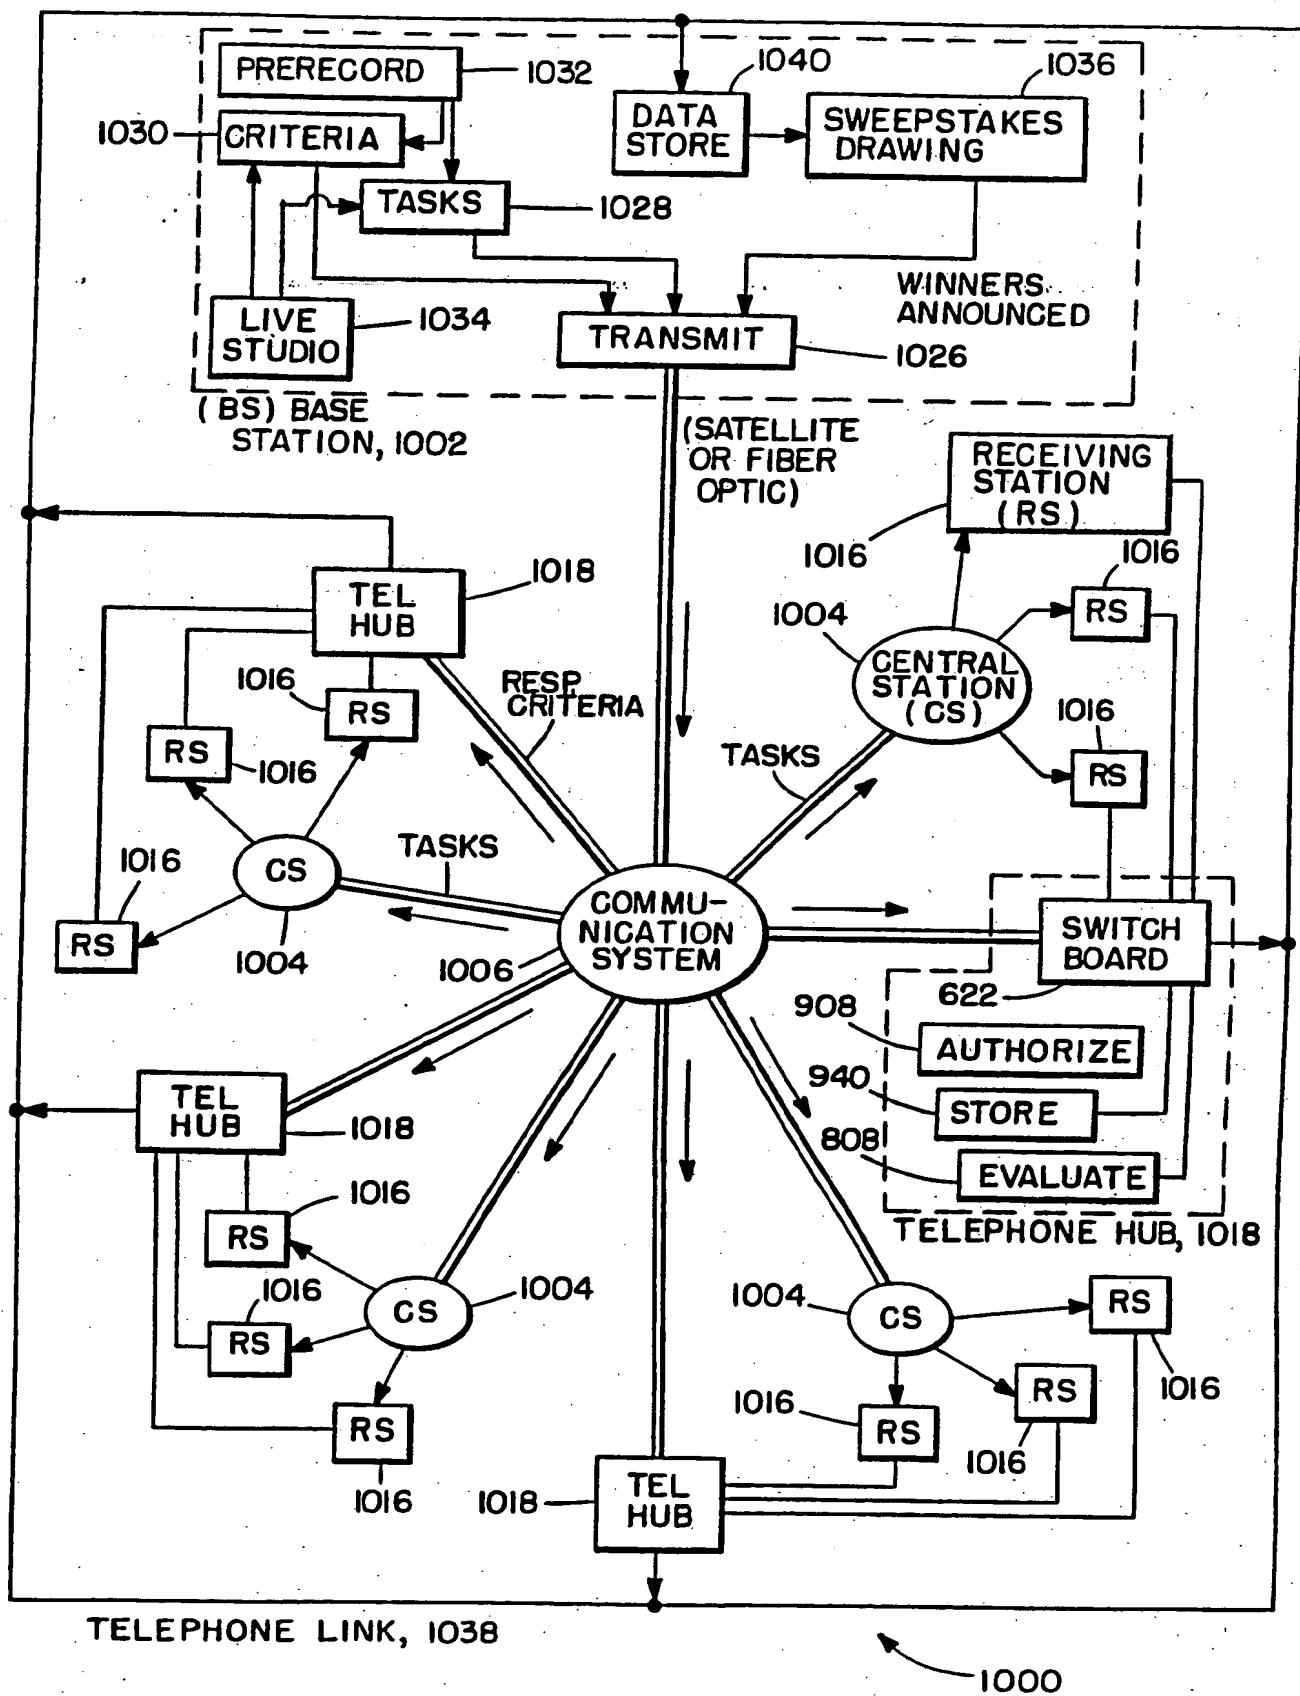 PRERECORD
1032
1040
1036
1030
CRITERIA
DATA
STORE
SWEEPSTAKES
DRAWING
TASKS
1028
LIVE
STUDIO
1034
WINNERS
ANNOUNCED
TRANSMIT
1026
(BS) BASE
STATION, 1002
(SATELLITE
OR FIBER
OPTIC)
RECEIVING
STATION
(RS)
1016
1016
RS
1018
TEL
HUB
1004
CENTRAL
STATION
(CS)
1016
RS
RESP.
CRITERIA
1016
RS
RS
1016
TASKS
TASKS
1016
CS
RS
1004
COMMU-
NICATION
SYSTEM
1006
SWITCH
BOARD
622
908
AUTHORIZE
940
STORE
808
EVALUATE
TELEPHONE HUB, 1018
TEL
HUB
1018
1016
RS
1016
RS
CS
1004
RS
1016
1004
CS
RS
1016
RS
1016
1016
RS
1018
TEL
HUB
TELEPHONE LINK, 1038
1000